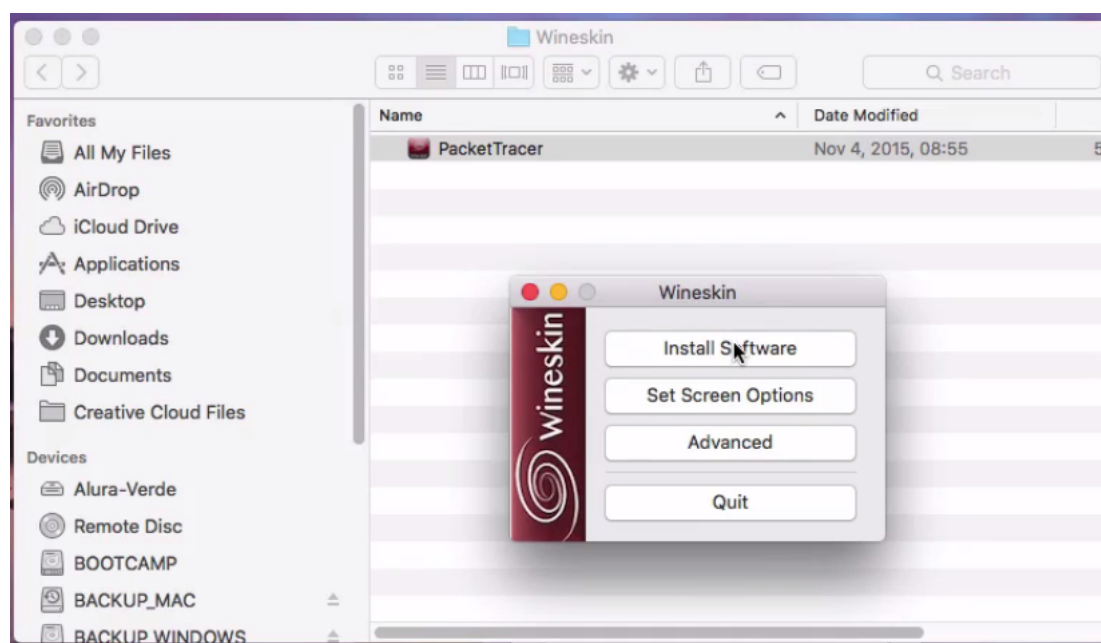 Wineskin
Search
Favorites
All My Files
AirDrop
iCloud Drive
Applications
Desktop
Downloads
Documents
Creative Cloud Files
Devices
Alura-Verde
Remote Disc
BOOTCAMP
BACKUP_MAC
BACKUP WINDOWS
Name Date Modified
PacketTracer Nov 4, 2015, 08:55 5
Wineskin
Wineskin
Install Software
Set Screen Options
Advanced
Quit